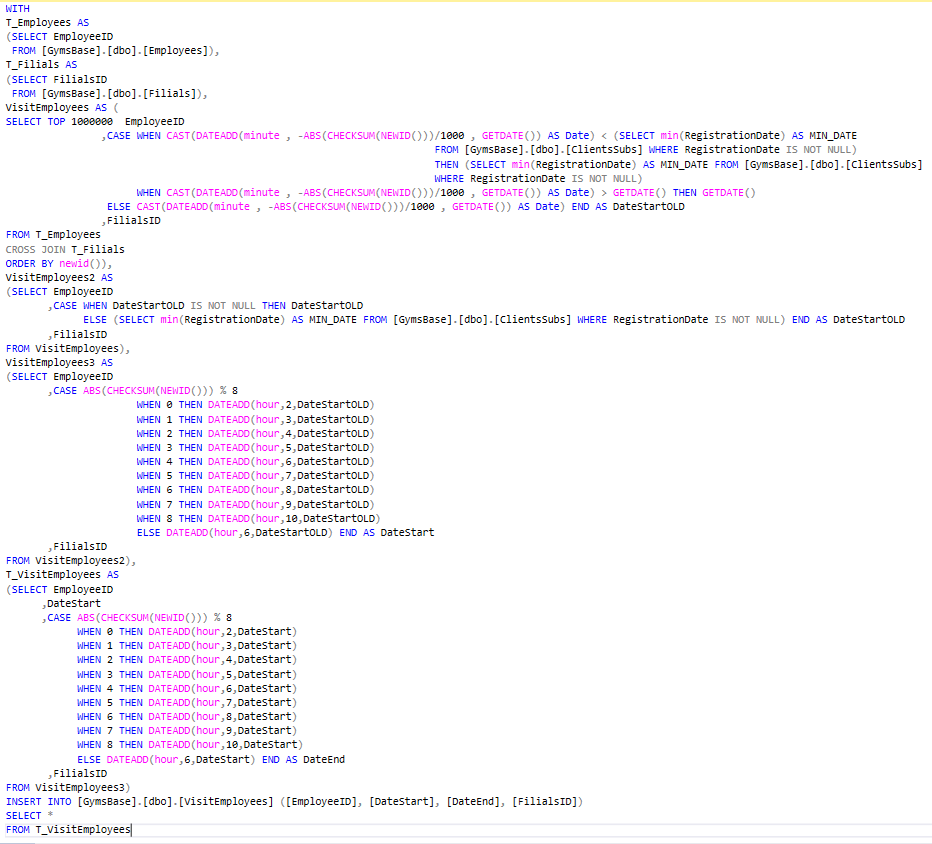 WITH
T_Employees AS
(SELECT EmployeeID
FROM [GymsBase].[dbo].[Employees]),
T_Filials AS
(SELECT FilialsID
FROM [GymsBase].[dbo].[Filials]),
VisitEmployees AS (
SELECT TOP 1000000 EmployeeID
,CASE WHEN CAST(DATEADD(minute , -ABS(CHECKSUM(NEWID()))/1000 , GETDATE()) AS Date) < (SELECT min(RegistrationDate) AS MIN_DATE
FROM [GymsBase].[dbo].[ClientsSubs] WHERE RegistrationDate IS NOT NULL)
THEN (SELECT min(RegistrationDate) AS MIN_DATE FROM [GymsBase].[dbo].[ClientsSubs]
WHERE RegistrationDate IS NOT NULL)
WHEN CAST(DATEADD(minute , -ABS(CHECKSUM(NEWID()))/1000 , GETDATE()) AS Date) > GETDATE() THEN GETDATE()
ELSE CAST(DATEADD(minute , -ABS(CHECKSUM(NEWID()))/1000 , GETDATE()) AS Date) END AS DateStartOLD
,FilialsID
FROM T_Employees
CROSS JOIN T_Filials
ORDER BY newid()),
VisitEmployees2 AS
(SELECT EmployeeID
,CASE WHEN DateStartOLD IS NOT NULL THEN DateStartOLD
ELSE (SELECT min(RegistrationDate) AS MIN_DATE FROM [GymsBase].[dbo].[ClientsSubs] WHERE RegistrationDate IS NOT NULL) END AS DateStartOLD
,FilialsID
FROM VisitEmployees),
VisitEmployees3 AS
(SELECT EmployeeID
,CASE ABS(CHECKSUM(NEWID())) % 8
WHEN 0 THEN DATEADD(hour,2,DateStartOLD)
WHEN 1 THEN DATEADD(hour,3,DateStartOLD)
WHEN 2 THEN DATEADD(hour,4,DateStartOLD)
WHEN 3 THEN DATEADD(hour,5,DateStartOLD)
WHEN 4 THEN DATEADD(hour,6,DateStartOLD)
WHEN 5 THEN DATEADD(hour,7,DateStartOLD)
WHEN 6 THEN DATEADD(hour,8,DateStartOLD)
WHEN 7 THEN DATEADD(hour,9,DateStartOLD)
WHEN 8 THEN DATEADD(hour,10,DateStartOLD)
ELSE DATEADD(hour,6,DateStartOLD) END AS DateStart
,FilialsID
FROM VisitEmployees2),
T_VisitEmployees AS
(SELECT EmployeeID
,DateStart
,CASE ABS(CHECKSUM(NEWID())) % 8
WHEN 0 THEN DATEADD(hour,2,DateStart)
WHEN 1 THEN DATEADD(hour,3,DateStart)
WHEN 2 THEN DATEADD(hour,4,DateStart)
WHEN 3 THEN DATEADD(hour,5,DateStart)
WHEN 4 THEN DATEADD(hour,6,DateStart)
WHEN 5 THEN DATEADD(hour,7,DateStart)
WHEN 6 THEN DATEADD(hour,8,DateStart)
WHEN 7 THEN DATEADD(hour,9,DateStart)
WHEN 8 THEN DATEADD(hour,10,DateStart)
ELSE DATEADD(hour,6,DateStart) END AS DateEnd
,FilialsID
FROM VisitEmployees3)
INSERT INTO [GymsBase].[dbo].[VisitEmployees] ([EmployeeID], [DateStart], [DateEnd], [FilialsID])
SELECT *
FROM T_VisitEmployees